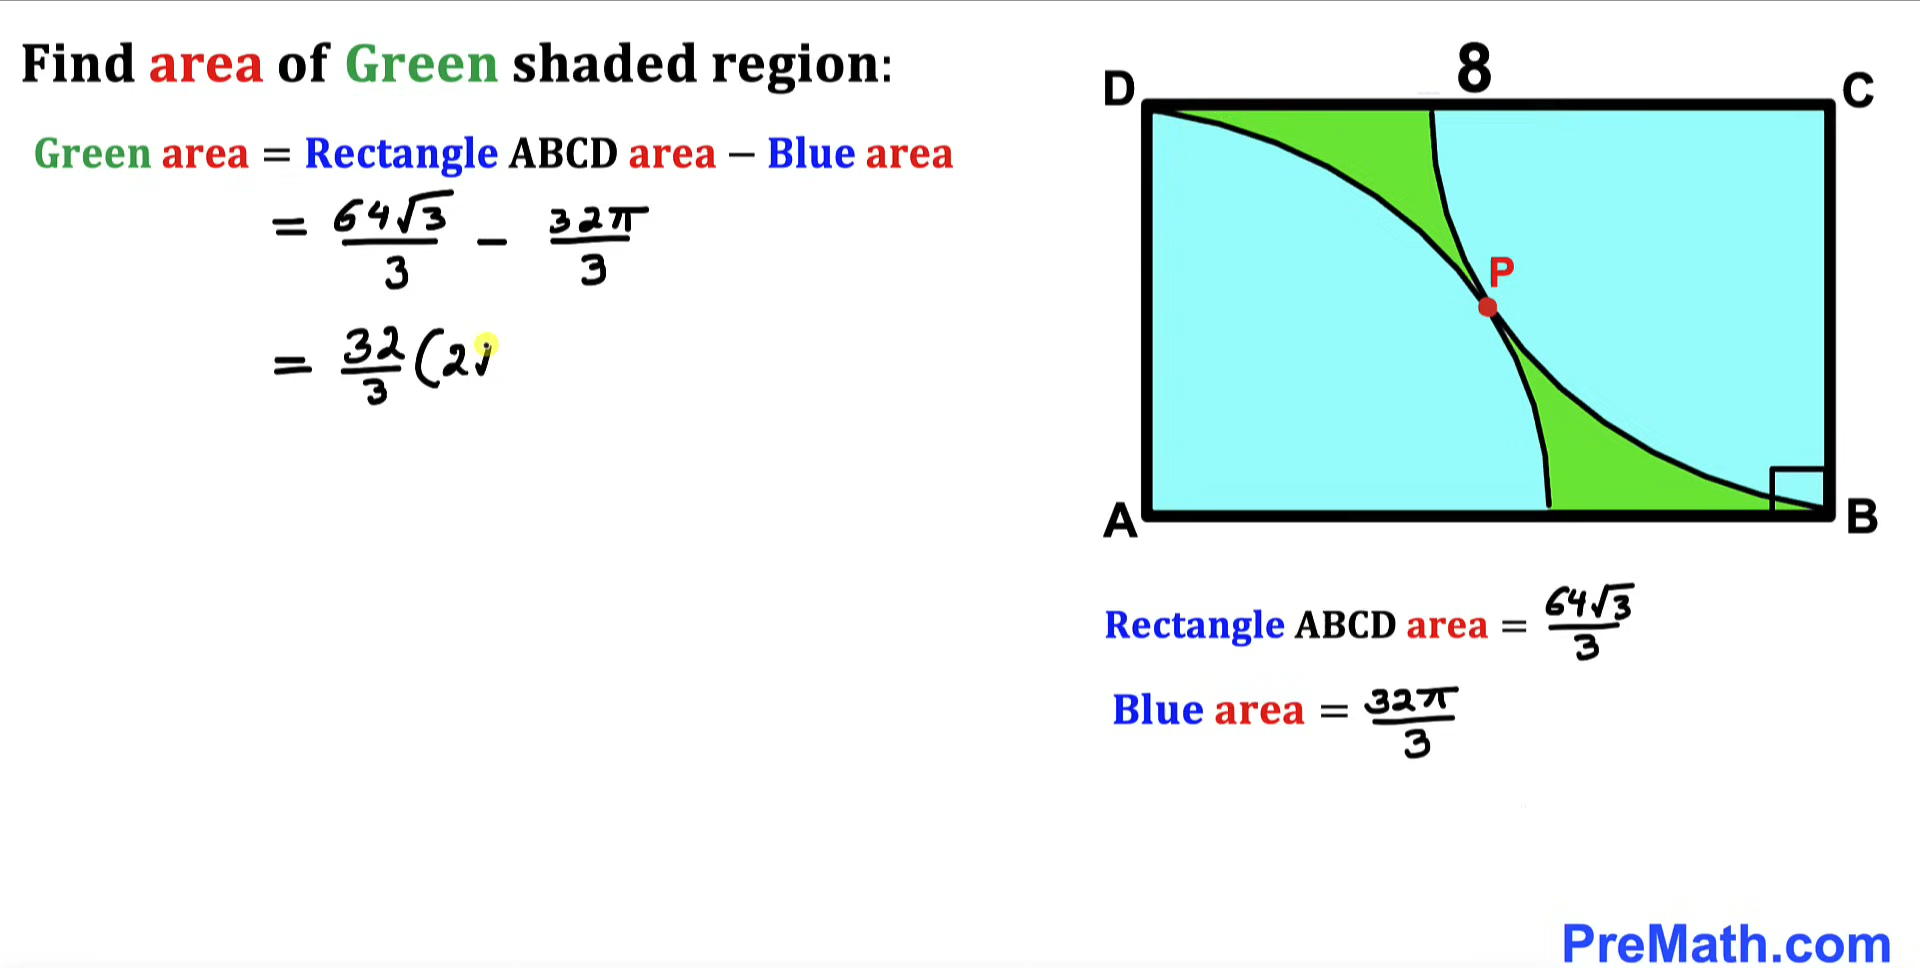 Find area of Green shaded region:
Green area = Rectangle ABCD area – Blue area
= 64√3/3 – 32π/3
= 32/3 (2
8
D
C
P
A
B
Rectangle ABCD area = 64√3/3
Blue area = 32π/3
PreMath.com